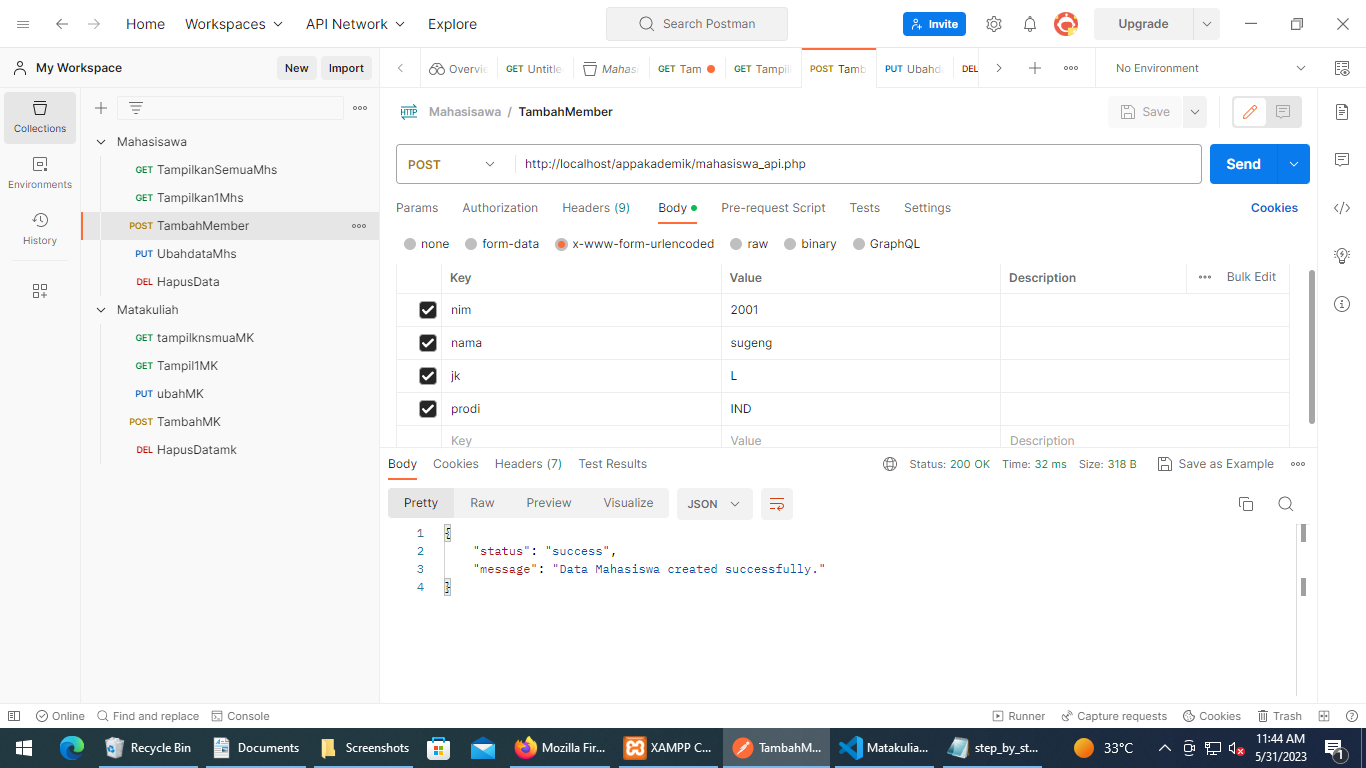 Home Workspaces API Network Explore Search Postman Invite Upgrade
My Workspace New Import Overvie GET Untitle Mahas GET Tam GET Tampil POST Tamb PUT Ubahd DEL No Environment
Mahasisawa / TambahMember Save
Collections
Environments
History
Mahasisawa
GET TampilkanSemuaMhs
GET Tampilkan1Mhs
POST TambahMember
PUT UbahdataMhs
DEL HapusData
Matakuliah
GET tampilknsmuaMK
GET Tampil1MK
PUT ubahMK
POST TambahMK
DEL HapusDatamk
HTTP
POST http://localhost/appakademik/mahasiswa_api.php Send
Params Authorization Headers (9) Body Pre-request Script Tests Settings Cookies
none form-data x-www-form-urlencoded raw binary GraphQL
Key Value Description Bulk Edit
nim 2001
nama sugeng
jk L
prodi IND
Key Value Description
Body Cookies Headers (7) Test Results Status: 200 OK Time: 32 ms Size: 318 B Save as Example
Pretty Raw Preview Visualize JSON
1 {
2 "status": "success",
3 "message": "Data Mahasiswa created successfully."
4 }
Online Find and replace Console Runner Capture requests Cookies Trash
Recycle Bin Documents Screenshots Mozilla Fir... XAMPP C... TambahM... Matakulia... step_by_st... 33°C 11:44 AM
5/31/2023 1